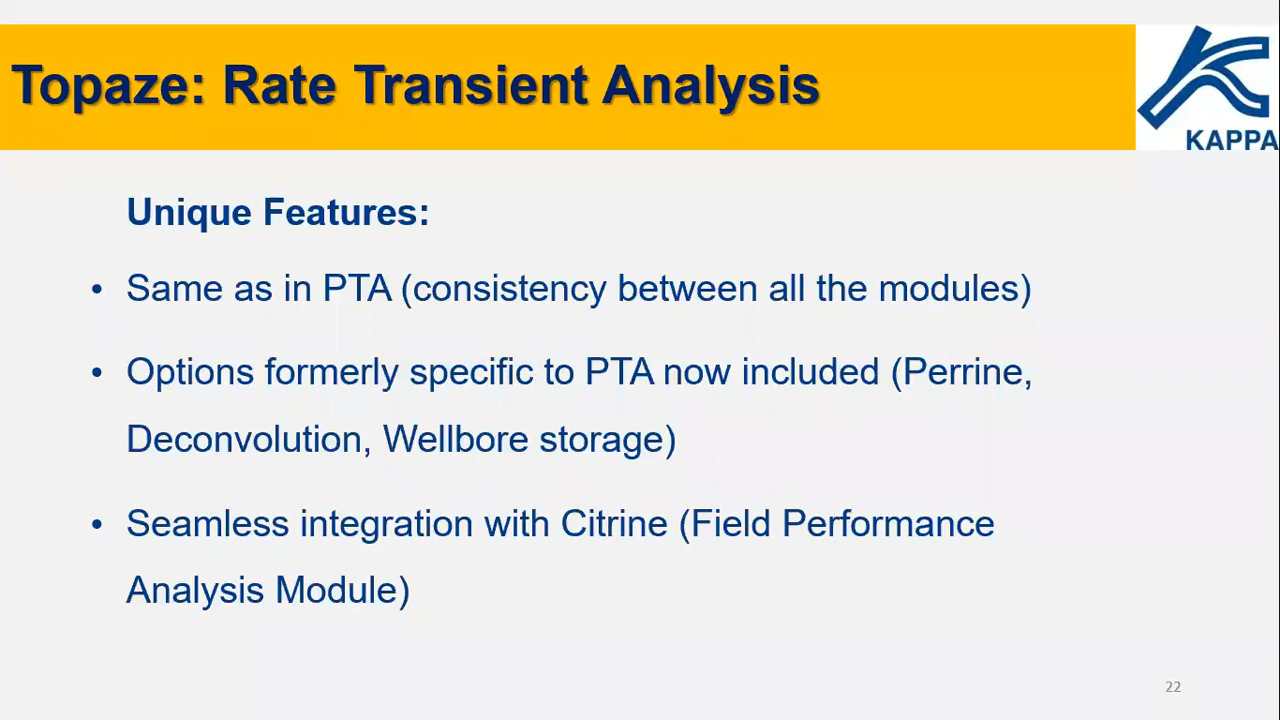 Topaze: Rate Transient Analysis
KAPPA
Unique Features:
• Same as in PTA (consistency between all the modules)
• Options formerly specific to PTA now included (Perrine,
Deconvolution, Wellbore storage)
• Seamless integration with Citrine (Field Performance
Analysis Module)
22